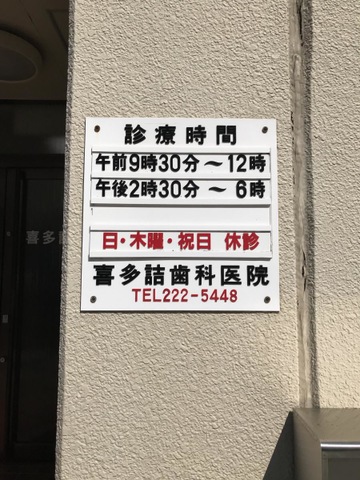 診療時間
午前9時30分～12時
午後2時30分～6時
日・木曜・祝日 休診
喜多詰歯科医院
TEL222-5448
喜多